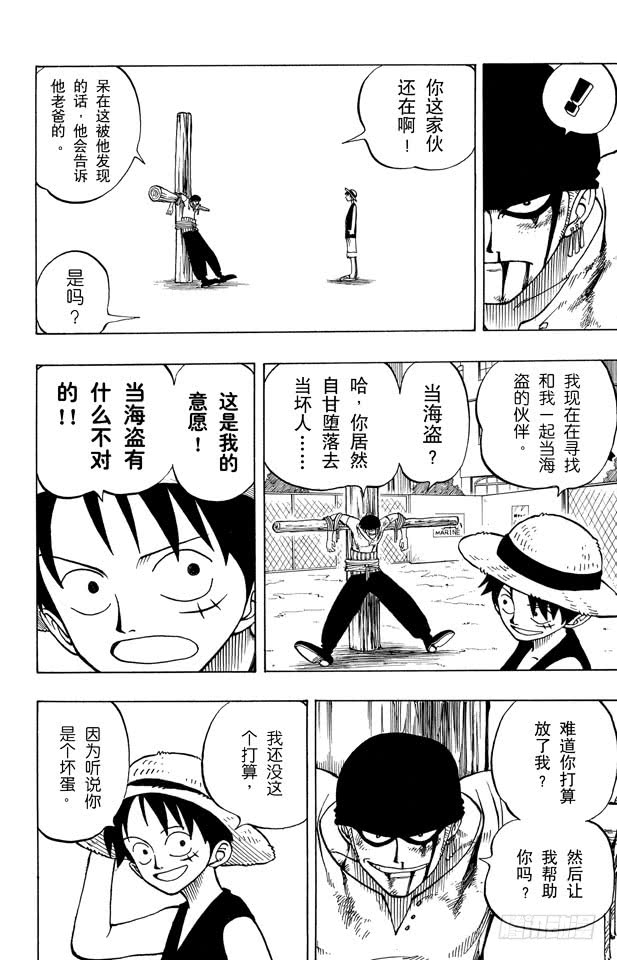 ！
你这家伙
还在啊！
呆在这被他发现
的话，他会告诉
他老爸的。
是吗？
我现在在寻找
和我一起当海
盗的伙伴。
当海盗？
哈，你居然
自甘堕落去
当坏人……
MARINE
这是我的
意愿！
当海盗有
什么不对
的！！
难道你打算
放了我？
然后让
我帮助
你吗？
我还没这
个打算，
因为听说你
是个坏蛋。